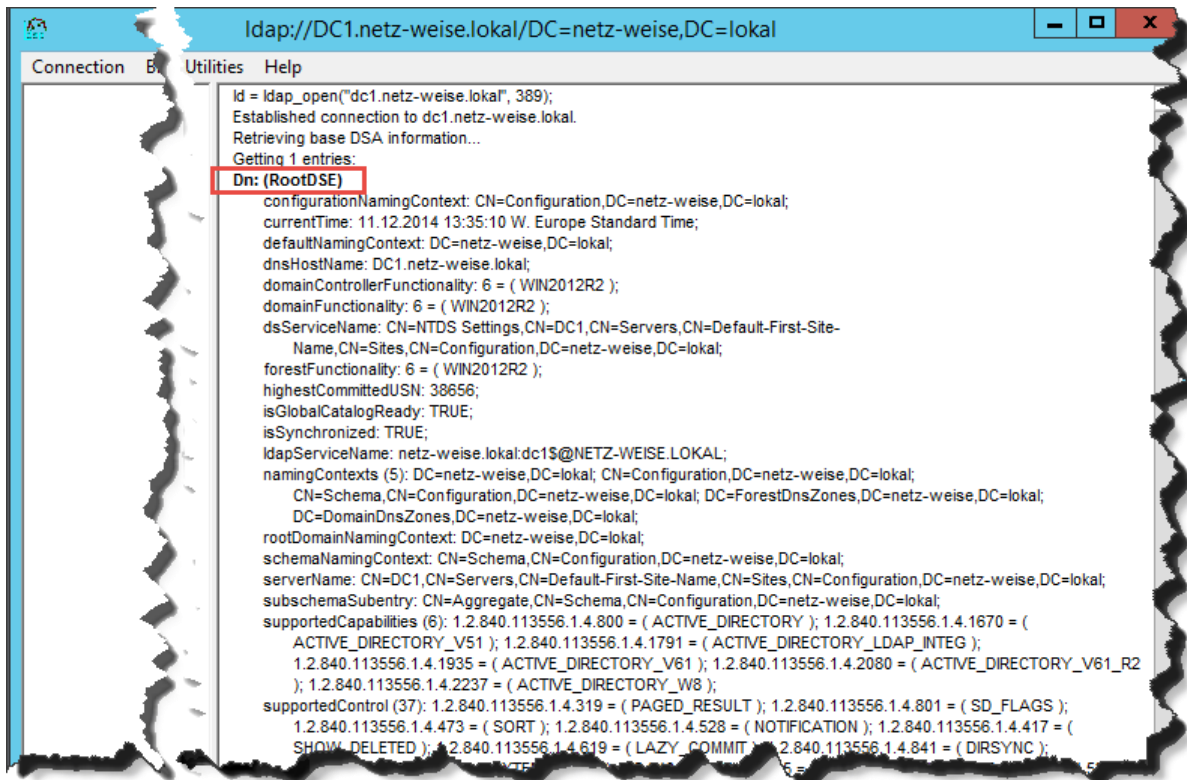 ldap://DC1.netz-weise.lokal/DC=netz-weise,DC=lokal
Connection Utilities Help
ld = ldap_open("dc1.netz-weise.lokal", 389);
Established connection to dc1.netz-weise.lokal.
Retrieving base DSA information...
Getting 1 entries:
Dn: (RootDSE)
configurationNamingContext: CN=Configuration,DC=netz-weise,DC=lokal;
currentTime: 11.12.2014 13:35:10 W. Europe Standard Time;
defaultNamingContext: DC=netz-weise,DC=lokal;
dnsHostName: DC1.netz-weise.lokal;
domainControllerFunctionality: 6 = ( WIN2012R2 );
domainFunctionality: 6 = ( WIN2012R2 );
dsServiceName: CN=NTDS Settings,CN=DC1,CN=Servers,CN=Default-First-Site-
Name,CN=Sites,CN=Configuration,DC=netz-weise,DC=lokal;
forestFunctionality: 6 = ( WIN2012R2 );
highestCommittedUSN: 38656;
isGlobalCatalogReady: TRUE;
isSynchronized: TRUE;
ldapServiceName: netz-weise.lokal:dc1$@NETZ-WEISE.LOKAL;
namingContexts (5): DC=netz-weise,DC=lokal; CN=Configuration,DC=netz-weise,DC=lokal;
CN=Schema,CN=Configuration,DC=netz-weise,DC=lokal; DC=ForestDnsZones,DC=netz-weise,DC=lokal;
DC=DomainDnsZones,DC=netz-weise,DC=lokal;
rootDomainNamingContext: DC=netz-weise,DC=lokal;
schemaNamingContext: CN=Schema,CN=Configuration,DC=netz-weise,DC=lokal;
serverName: CN=DC1,CN=Servers,CN=Default-First-Site-Name,CN=Sites,CN=Configuration,DC=netz-weise,DC=lokal;
subschemaSubentry: CN=Aggregate,CN=Schema,CN=Configuration,DC=netz-weise,DC=lokal;
supportedCapabilities (6): 1.2.840.113556.1.4.800 = ( ACTIVE_DIRECTORY ); 1.2.840.113556.1.4.1670 = (
ACTIVE_DIRECTORY_V51 ); 1.2.840.113556.1.4.1791 = ( ACTIVE_DIRECTORY_LDAP_INTEG );
1.2.840.113556.1.4.1935 = ( ACTIVE_DIRECTORY_V61 ); 1.2.840.113556.1.4.2080 = ( ACTIVE_DIRECTORY_V61_R2
); 1.2.840.113556.1.4.2237 = ( ACTIVE_DIRECTORY_W8 );
supportedControl (37): 1.2.840.113556.1.4.319 = ( PAGED_RESULT ); 1.2.840.113556.1.4.801 = ( SD_FLAGS );
1.2.840.113556.1.4.473 = ( SORT ); 1.2.840.113556.1.4.528 = ( NOTIFICATION ); 1.2.840.113556.1.4.417 = (
SHOW_DELETED ); 1.2.840.113556.1.4.619 = ( LAZY_COMMIT ); 1.2.840.113556.1.4.841 = ( DIRSYNC );